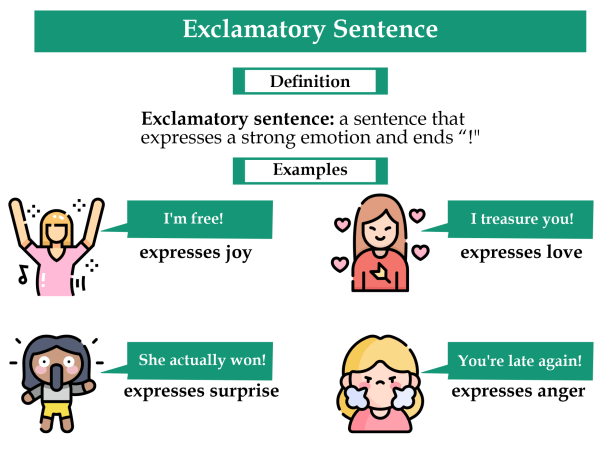 Exclamatory Sentence
Definition
Exclamatory sentence: a sentence that
expresses a strong emotion and ends “!"
Examples
I'm free!
expresses joy
I treasure you!
expresses love
She actually won!
expresses surprise
You're late again!
expresses anger